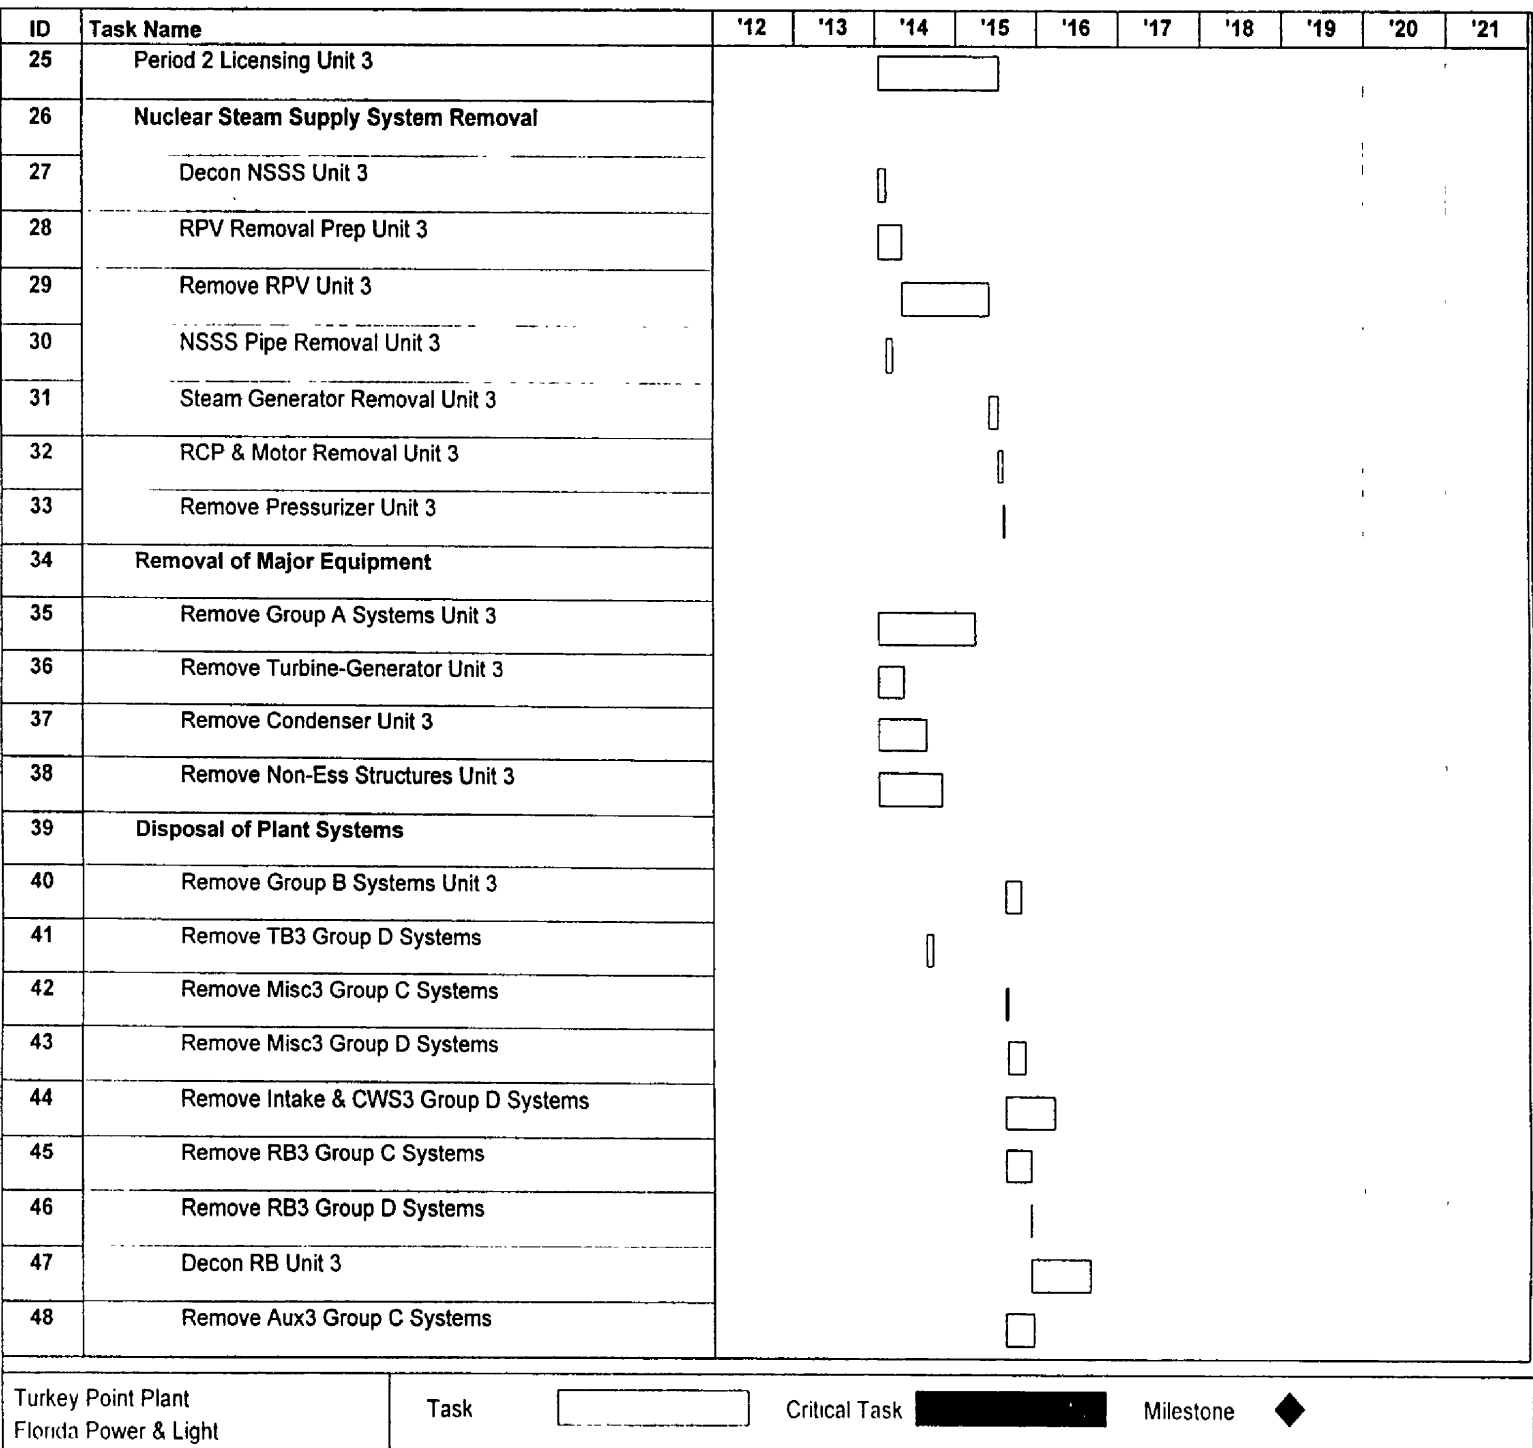 ID Task Name '12 '13 '14 '15 '16 '17 '18 '19 '20 '21
25 Period 2 Licensing Unit 3
26 Nuclear Steam Supply System Removal
27 Decon NSSS Unit 3
28 RPV Removal Prep Unit 3
29 Remove RPV Unit 3
30 NSSS Pipe Removal Unit 3
31 Steam Generator Removal Unit 3
32 RCP & Motor Removal Unit 3
33 Remove Pressurizer Unit 3
34 Removal of Major Equipment
35 Remove Group A Systems Unit 3
36 Remove Turbine-Generator Unit 3
37 Remove Condenser Unit 3
38 Remove Non-Ess Structures Unit 3
39 Disposal of Plant Systems
40 Remove Group B Systems Unit 3
41 Remove TB3 Group D Systems
42 Remove Misc3 Group C Systems
43 Remove Misc3 Group D Systems
44 Remove Intake & CWS3 Group D Systems
45 Remove RB3 Group C Systems
46 Remove RB3 Group D Systems
47 Decon RB Unit 3
48 Remove Aux3 Group C Systems
Turkey Point Plant
Florida Power & Light
Task Critical Task Milestone